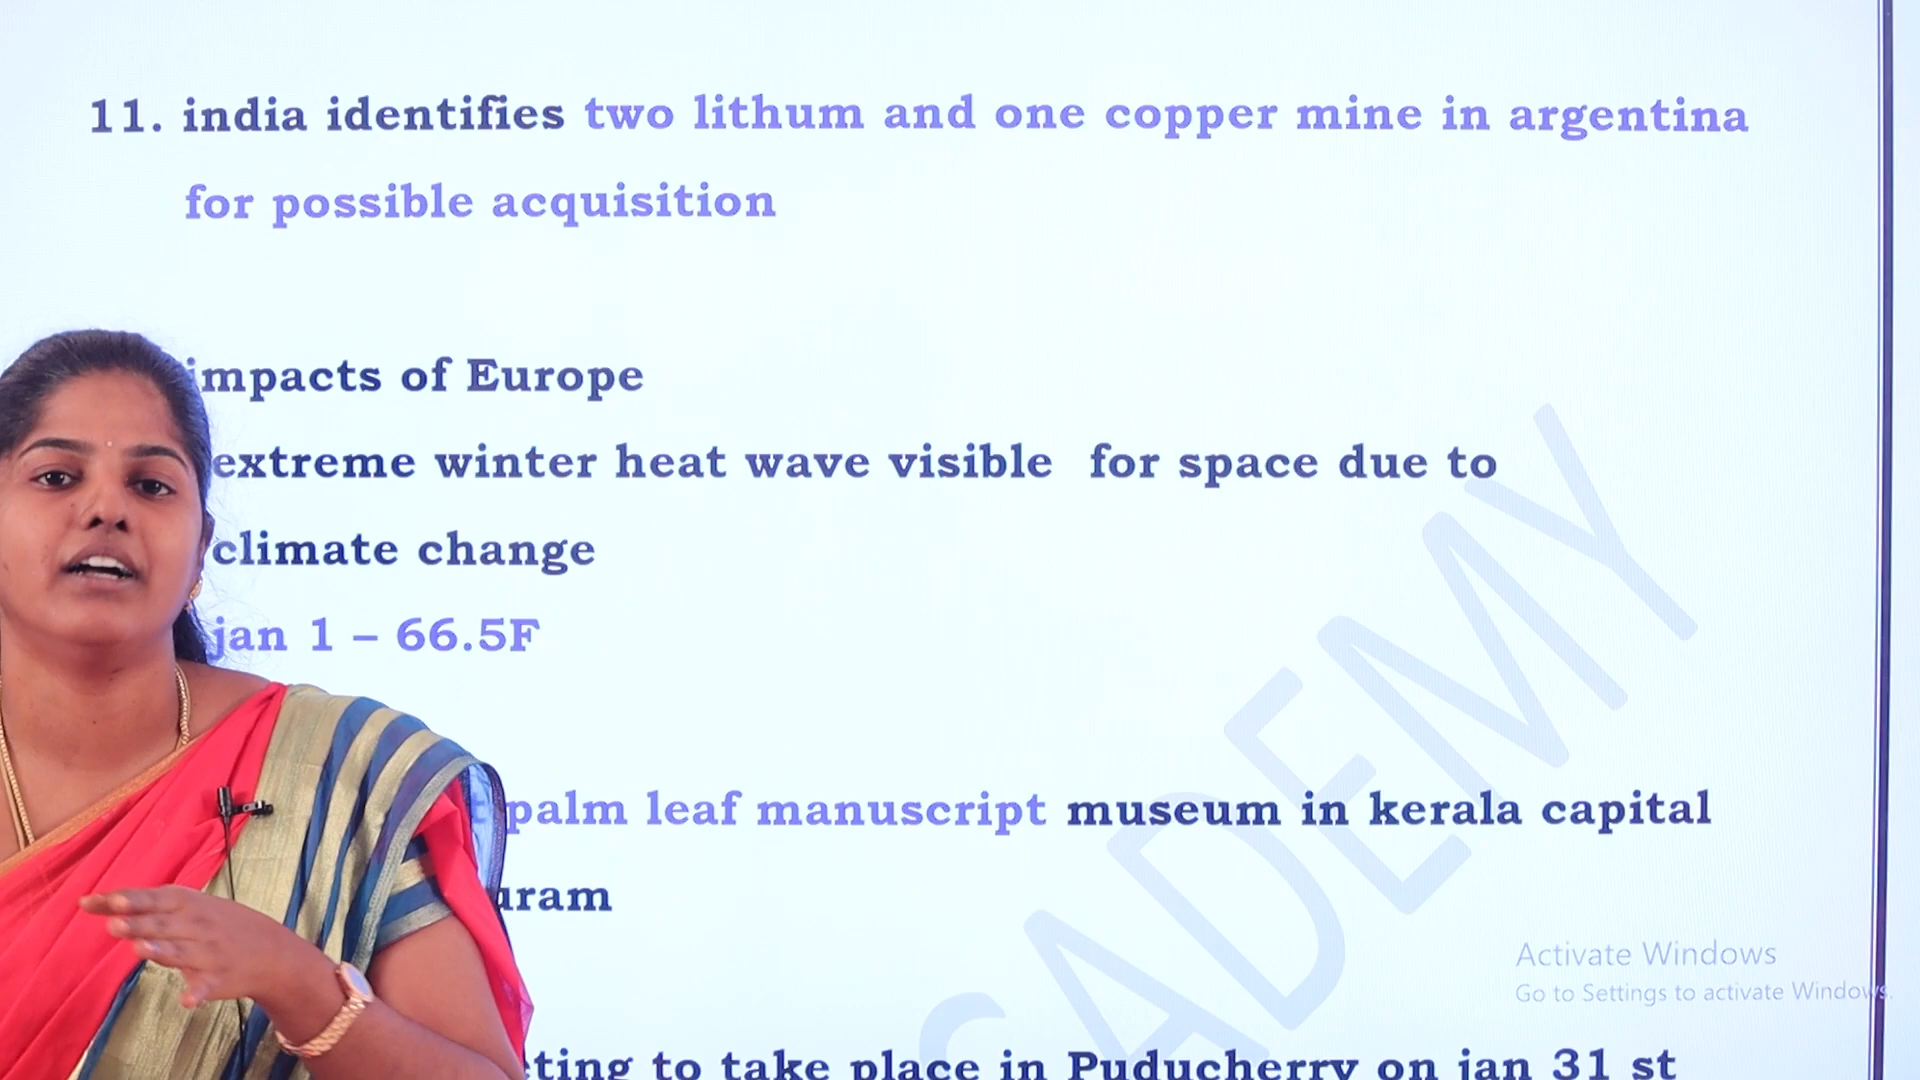 11. india identifies two lithum and one copper mine in argentina
for possible acquisition
impacts of Europe
extreme winter heat wave visible for space due to
climate change
jan 1 – 66.5F
palm leaf manuscript museum in kerala capital
to take place in Puducherry on jan 31 st
Activate Windows
Go to Settings to activate Windows.